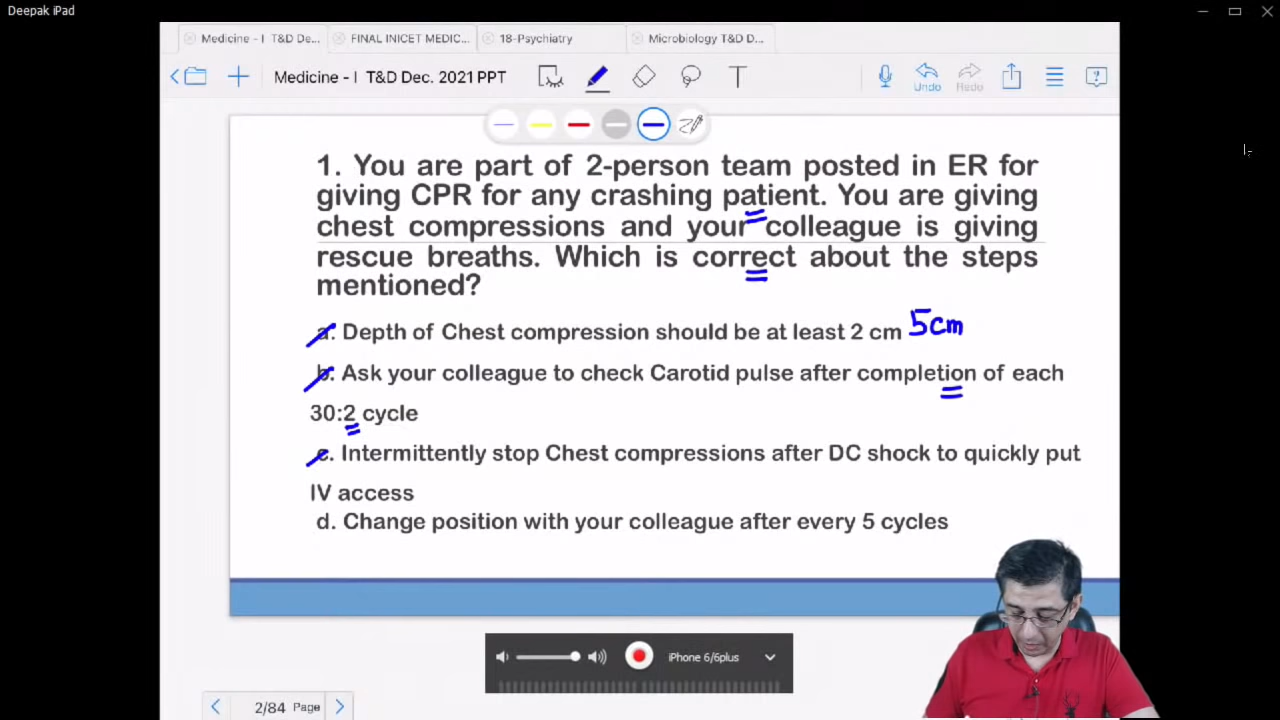 Deepak iPad
Medicine - I T&D De...
FINAL INICET MEDIC...
18-Psychiatry
Microbiology T&D D...
Medicine - I T&D Dec. 2021 PPT
T
Undo
Redo
1. You are part of 2-person team posted in ER for
giving CPR for any crashing patient. You are giving
chest compressions and your colleague is giving
rescue breaths. Which is correct about the steps
mentioned?
a. Depth of Chest compression should be at least 2 cm 5cm
b. Ask your colleague to check Carotid pulse after completion of each
30:2 cycle
c. Intermittently stop Chest compressions after DC shock to quickly put
IV access
d. Change position with your colleague after every 5 cycles
iPhone 6/6plus
2/84 Page